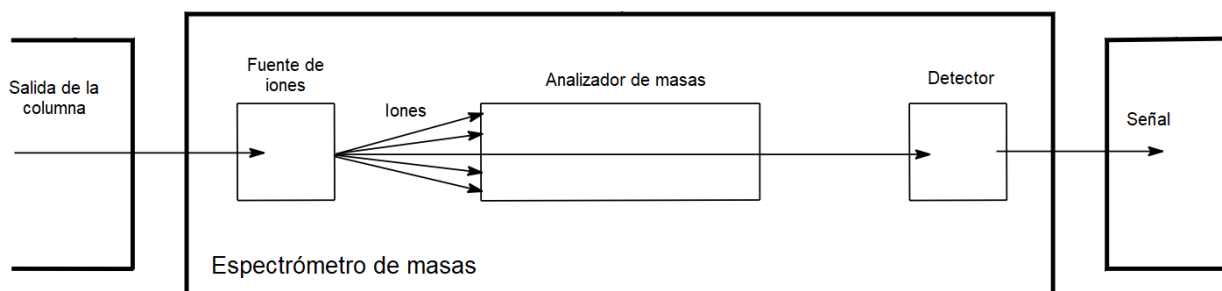 Salida de la
columna
Fuente de
iones
Iones
Analizador de masas
Detector
Señal
Espectrómetro de masas